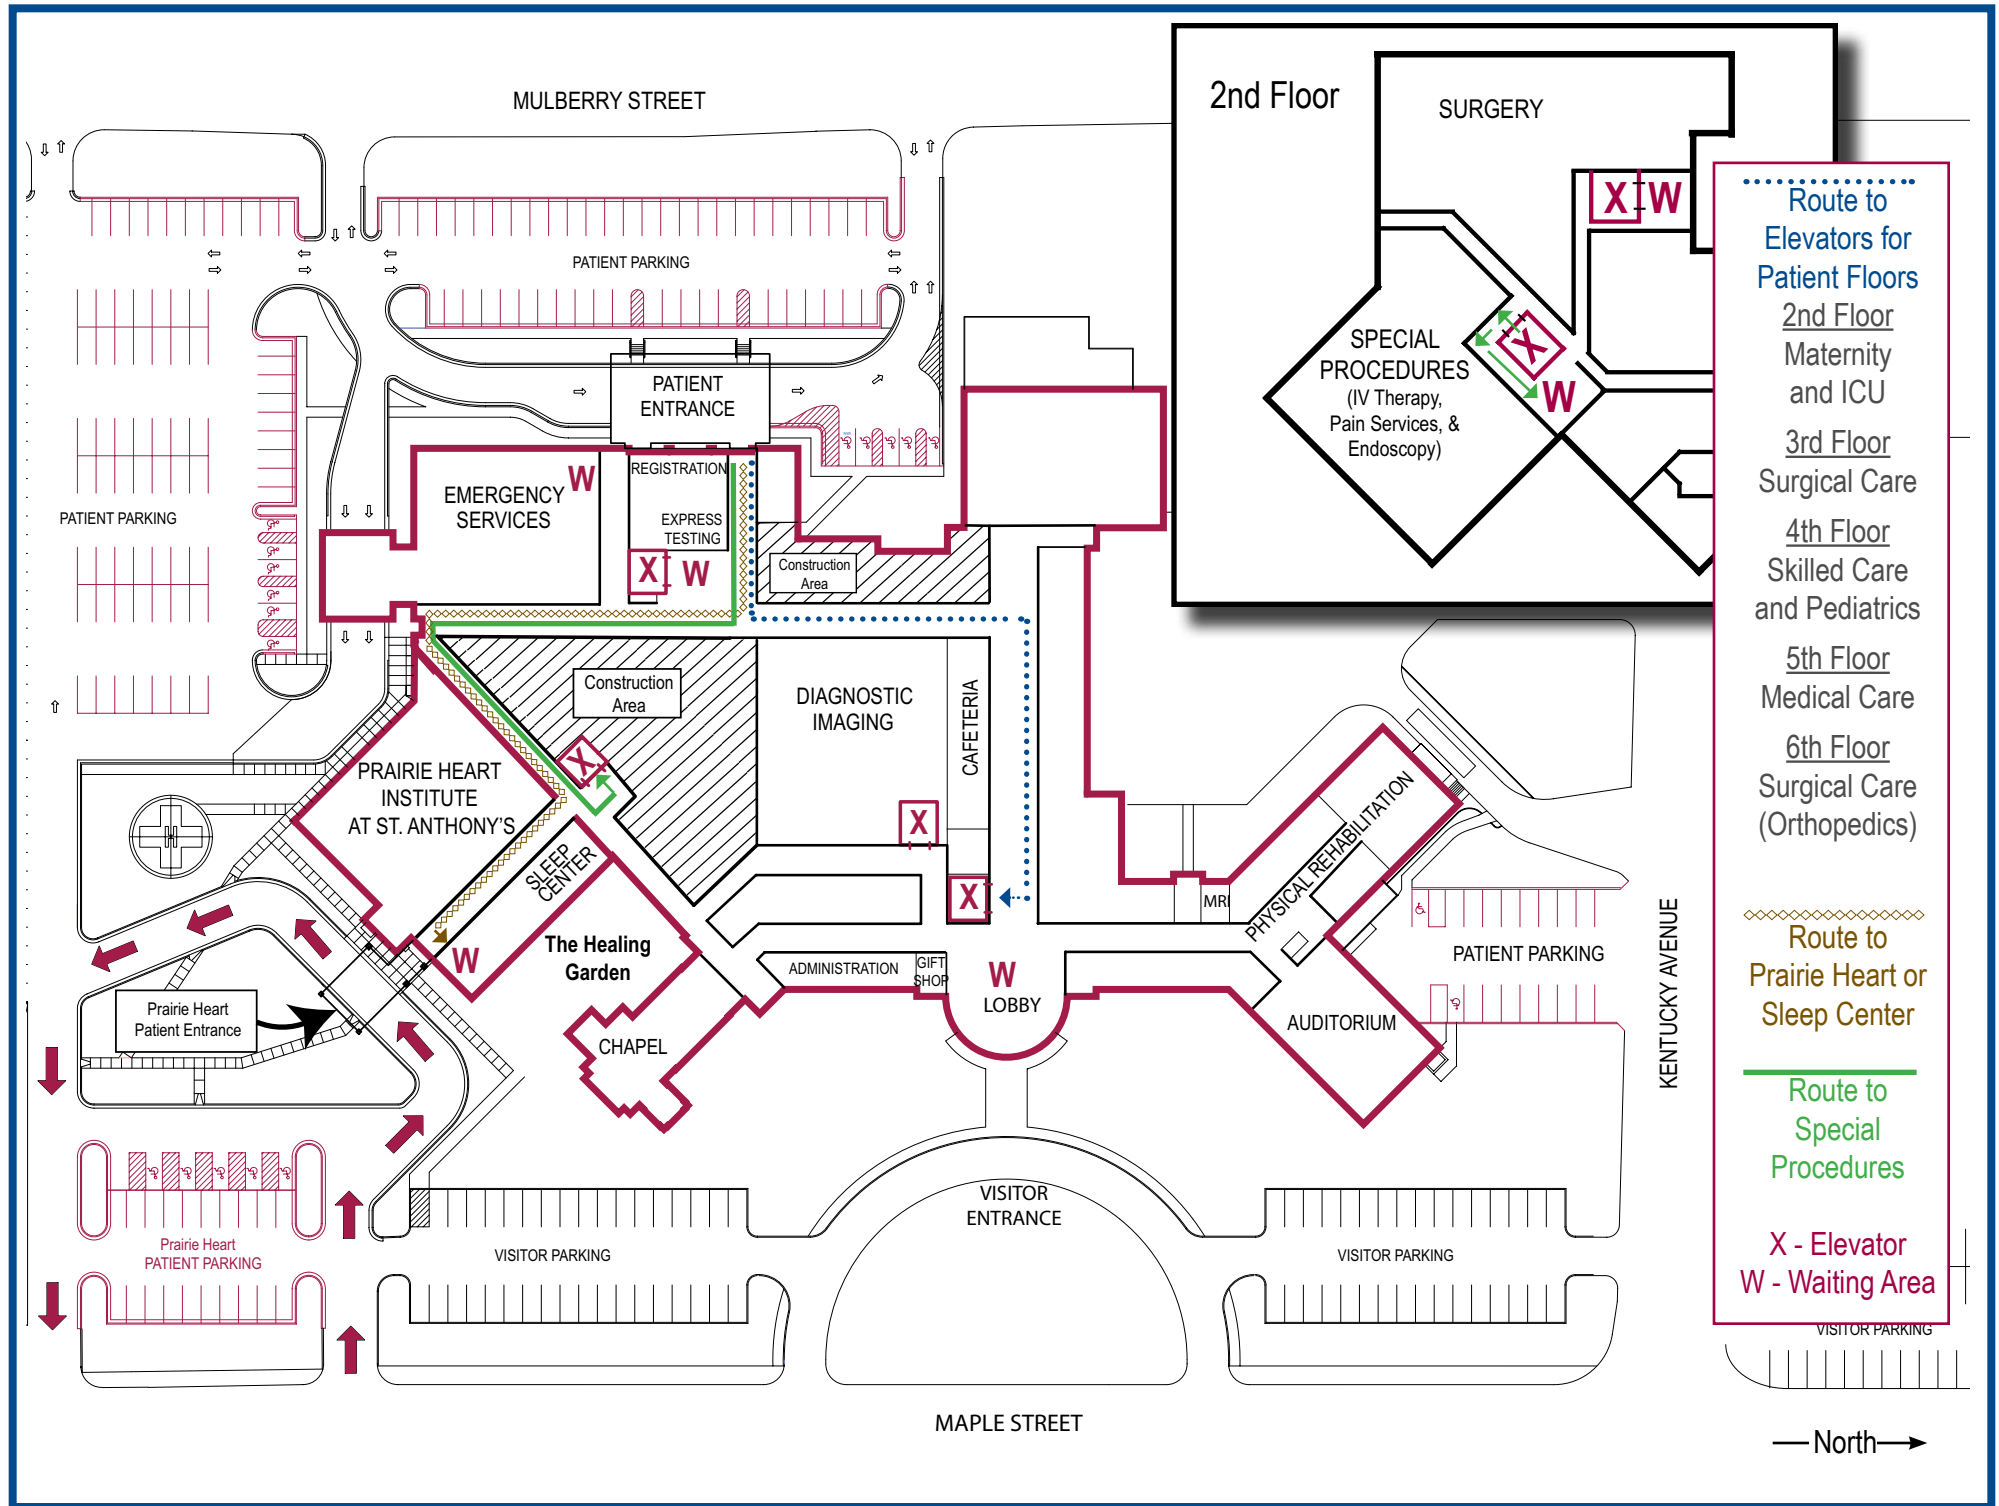 MULBERRY STREET
2nd Floor
SURGERY
X W
SPECIAL
PROCEDURES
(IV Therapy,
Pain Services, &
Endoscopy)
X
W
PATIENT PARKING
PATIENT
ENTRANCE
REGISTRATION
EMERGENCY
SERVICES
W
EXPRESS
TESTING
X W
Construction
Area
PATIENT PARKING
Construction
Area
DIAGNOSTIC
IMAGING
CAFETERIA
X
X
X
PRAIRIE HEART
INSTITUTE
AT ST. ANTHONY'S
SLEEP
CENTER
W
The Healing
Garden
CHAPEL
ADMINISTRATION
GIFT
SHOP
W
LOBBY
MRI
PHYSICAL REHABILITATION
AUDITORIUM
PATIENT PARKING
KENTUCKY AVENUE
Prairie Heart
Patient Entrance
Prairie Heart
PATIENT PARKING
VISITOR PARKING
VISITOR
ENTRANCE
VISITOR PARKING
MAPLE STREET
Route to
Elevators for
Patient Floors
2nd Floor
Maternity
and ICU
3rd Floor
Surgical Care
4th Floor
Skilled Care
and Pediatrics
5th Floor
Medical Care
6th Floor
Surgical Care
(Orthopedics)
Route to
Prairie Heart or
Sleep Center
Route to
Special
Procedures
X - Elevator
W - Waiting Area
VISITOR PARKING
North